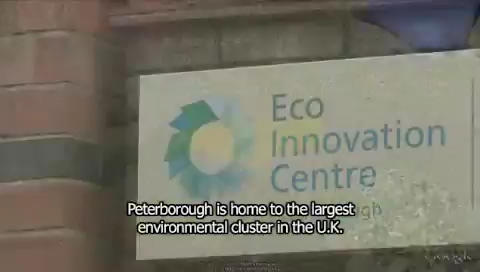 Eco
Innovation
Centre
Peterborough is home to the largest
environmental cluster in the U.K.